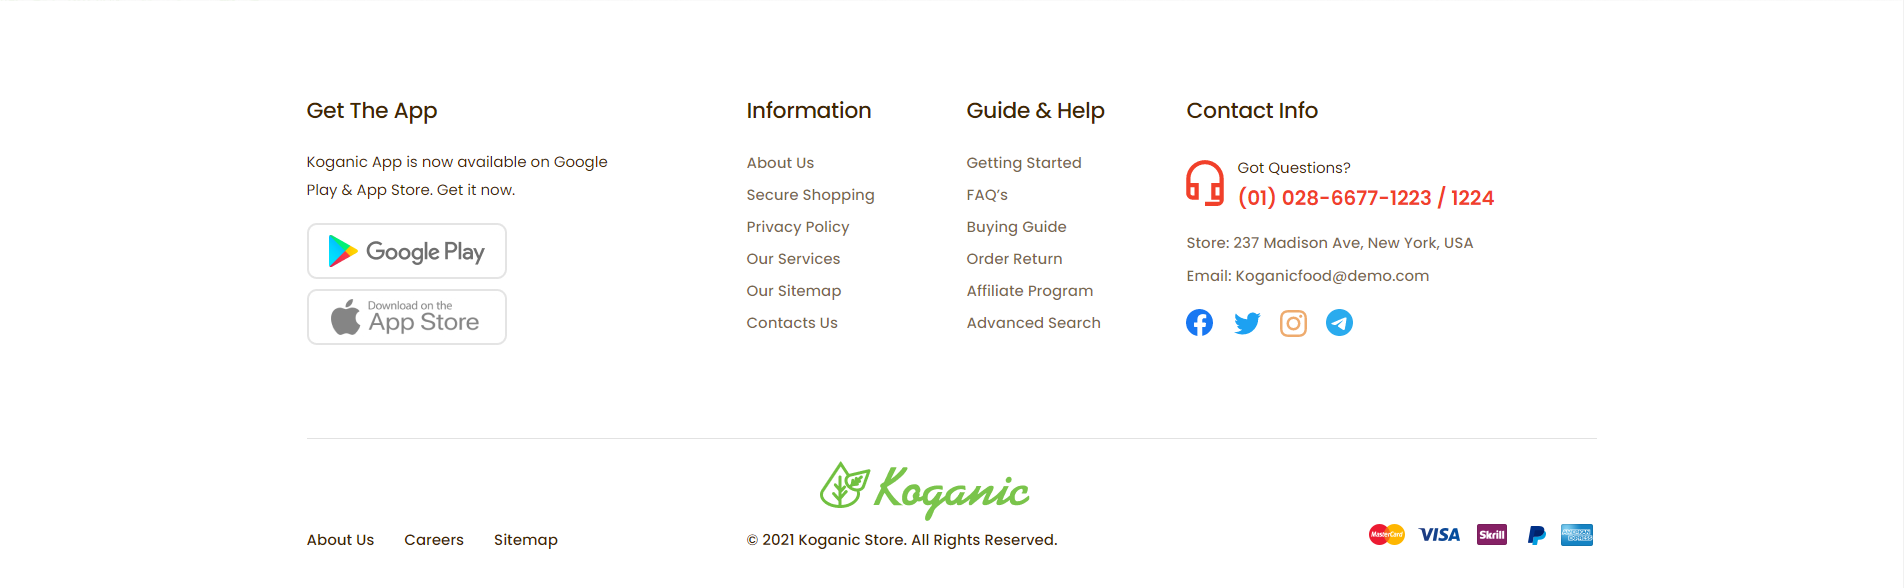 Get The App
Koganic App is now available on Google
Play & App Store. Get it now.
Google Play
Download on the
App Store
Information
About Us
Secure Shopping
Privacy Policy
Our Services
Our Sitemap
Contacts Us
Guide & Help
Getting Started
FAQ’s
Buying Guide
Order Return
Affiliate Program
Advanced Search
Contact Info
Got Questions?
(01) 028-6677-1223 / 1224
Store: 237 Madison Ave, New York, USA
Email: Koganicfood@demo.com
Koganic
About Us
Careers
Sitemap
© 2021 Koganic Store. All Rights Reserved.
MasterCard
VISA
Skrill
AMERICAN
EXPRESS